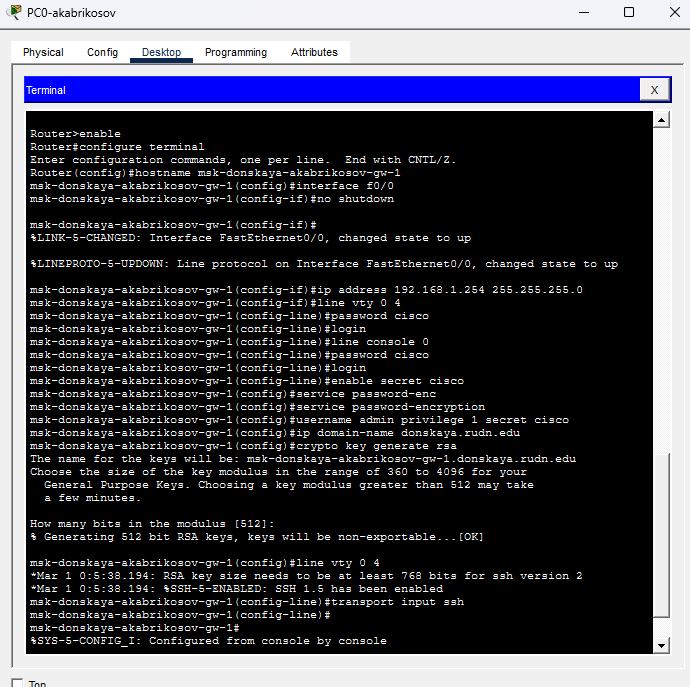 PC0-akabrikosov
Physical Config Desktop Programming Attributes
Terminal X
Router>enable
Router#configure terminal
Enter configuration commands, one per line.  End with CNTL/Z.
Router(config)#hostname msk-donskaya-akabrikosov-gw-1
msk-donskaya-akabrikosov-gw-1(config)#interface f0/0
msk-donskaya-akabrikosov-gw-1(config-if)#no shutdown
msk-donskaya-akabrikosov-gw-1(config-if)#
%LINK-5-CHANGED: Interface FastEthernet0/0, changed state to up
%LINEPROTO-5-UPDOWN: Line protocol on Interface FastEthernet0/0, changed state to up
msk-donskaya-akabrikosov-gw-1(config-if)#ip address 192.168.1.254 255.255.255.0
msk-donskaya-akabrikosov-gw-1(config-if)#line vty 0 4
msk-donskaya-akabrikosov-gw-1(config-line)#password cisco
msk-donskaya-akabrikosov-gw-1(config-line)#login
msk-donskaya-akabrikosov-gw-1(config-line)#line console 0
msk-donskaya-akabrikosov-gw-1(config-line)#password cisco
msk-donskaya-akabrikosov-gw-1(config-line)#login
msk-donskaya-akabrikosov-gw-1(config-line)#enable secret cisco
msk-donskaya-akabrikosov-gw-1(config)#service password-enc
msk-donskaya-akabrikosov-gw-1(config)#service password-encryption
msk-donskaya-akabrikosov-gw-1(config)#username admin privilege 1 secret cisco
msk-donskaya-akabrikosov-gw-1(config)#ip domain-name donskaya.rudn.edu
msk-donskaya-akabrikosov-gw-1(config)#crypto key generate rsa
The name for the keys will be: msk-donskaya-akabrikosov-gw-1.donskaya.rudn.edu
Choose the size of the key modulus in the range of 360 to 4096 for your
General Purpose Keys. Choosing a key modulus greater than 512 may take
a few minutes.
How many bits in the modulus [512]:
% Generating 512 bit RSA keys, keys will be non-exportable...[OK]
msk-donskaya-akabrikosov-gw-1(config)#line vty 0 4
*Mar 1 0:5:38.194: RSA key size needs to be at least 768 bits for ssh version 2
*Mar 1 0:5:38.194: %SSH-5-ENABLED: SSH 1.5 has been enabled
msk-donskaya-akabrikosov-gw-1(config-line)#transport input ssh
msk-donskaya-akabrikosov-gw-1(config-line)#
msk-donskaya-akabrikosov-gw-1#
%SYS-5-CONFIG_I: Configured from console by console
Top